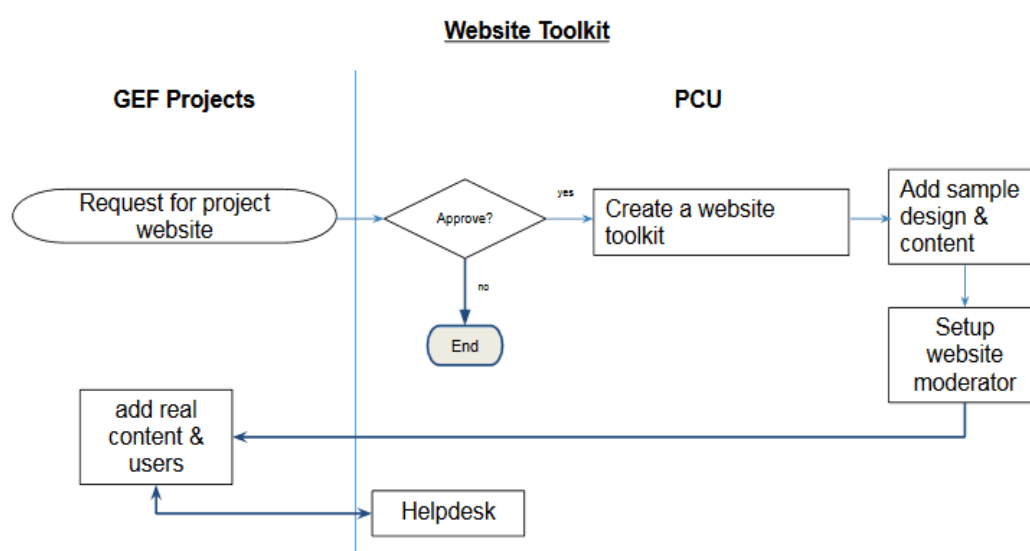 Website Toolkit
GEF Projects
PCU
Request for project
website
Approve?
yes
Create a website
toolkit
Add sample
design &
content
no
End
Setup
website
moderator
add real
content &
users
Helpdesk